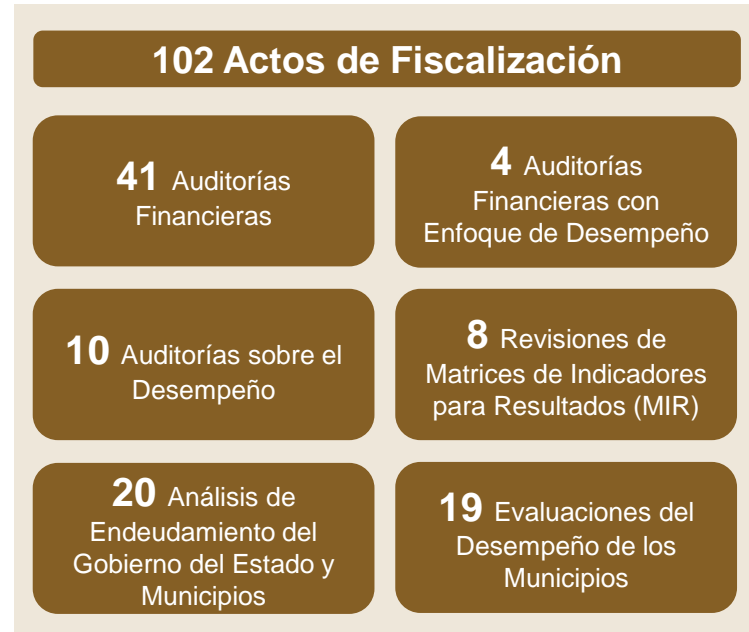 102 Actos de Fiscalización
41 Auditorías
Financieras
4 Auditorías
Financieras con
Enfoque de Desempeño
10 Auditorías sobre el
Desempeño
8 Revisiones de
Matrices de Indicadores
para Resultados (MIR)
20 Análisis de
Endeudamiento del
Gobierno del Estado y
Municipios
19 Evaluaciones del
Desempeño de los
Municipios